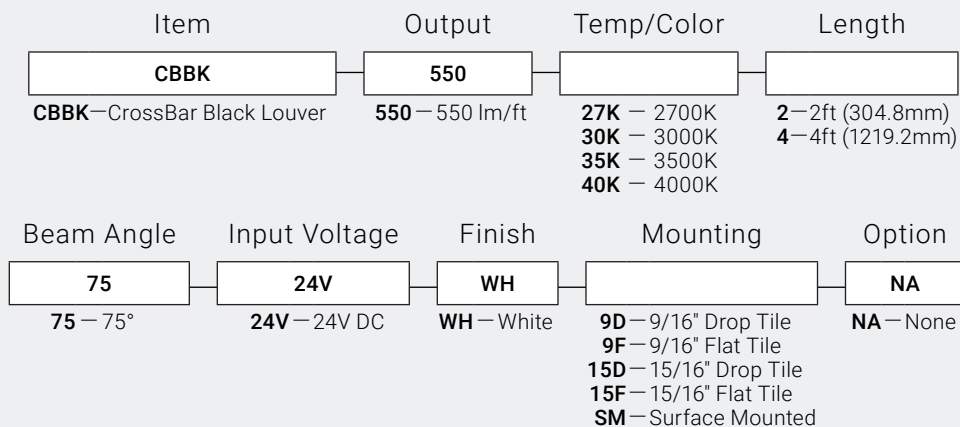 Item Output Temp/Color Length
CBBK 550
CBBK—CrossBar Black Louver 550—550 lm/ft 27K — 2700K 2—2ft (304.8mm)
30K — 3000K 4—4ft (1219.2mm)
35K — 3500K
40K — 4000K
Beam Angle Input Voltage Finish Mounting Option
75 24V WH NA
75—75° 24V—24V DC WH—White 9D—9/16" Drop Tile NA—None
9F—9/16" Flat Tile
15D—15/16" Drop Tile
15F—15/16" Flat Tile
SM—Surface Mounted